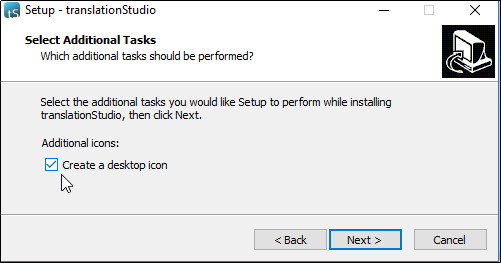 tS Setup - translationStudio
Select Additional Tasks
Which additional tasks should be performed?
Select the additional tasks you would like Setup to perform while installing
translationStudio, then click Next.
Additional icons:
Create a desktop icon
< Back Next > Cancel